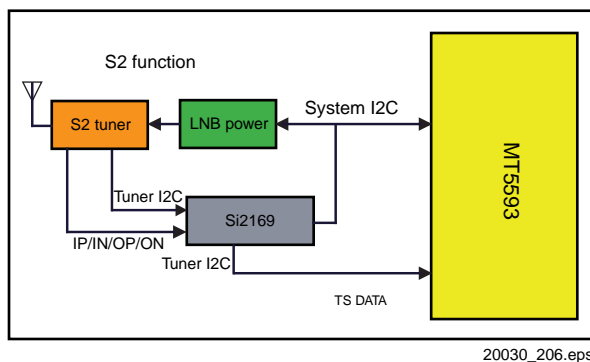 S2 function
System I2C
S2 tuner
LNB power
MT5593
Tuner I2C
Si2169
IP/IN/OP/ON
Tuner I2C
TS DATA
20030_206.eps